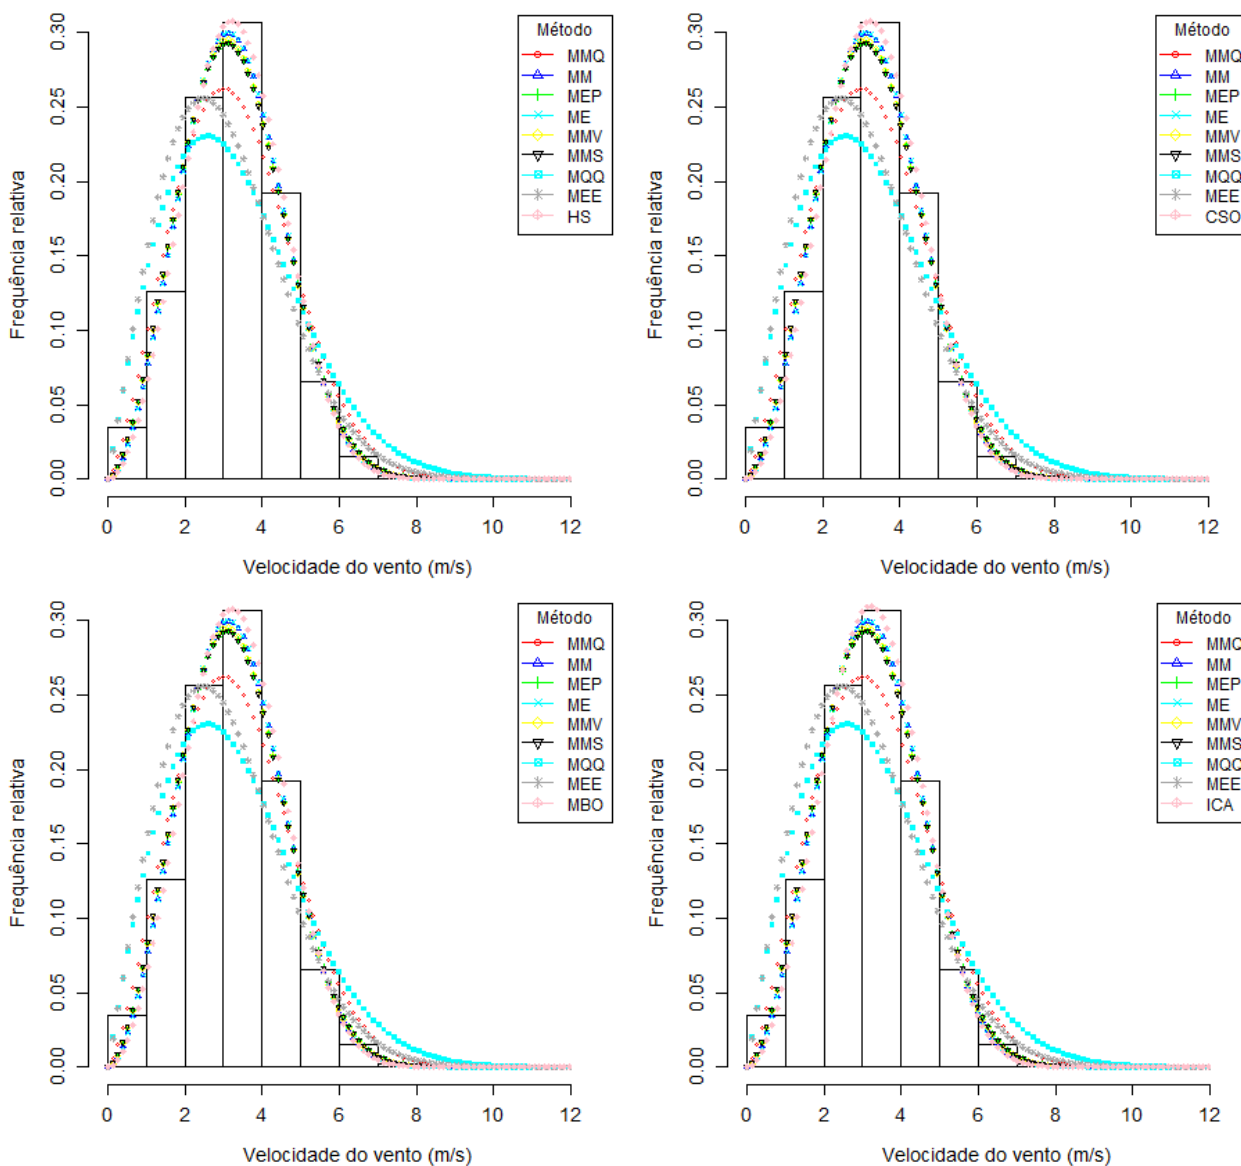 Frequência relativa
0.00 0.05 0.10 0.15 0.20 0.25 0.30
Método
MMQ
MM
MEP
ME
MMV
MMS
MQQ
MEE
HS
0 2 4 6 8 10 12
Velocidade do vento (m/s)
Frequência relativa
0.00 0.05 0.10 0.15 0.20 0.25 0.30
Método
MMQ
MM
MEP
ME
MMV
MMS
MQQ
MEE
CSO
0 2 4 6 8 10 12
Velocidade do vento (m/s)
Frequência relativa
0.00 0.05 0.10 0.15 0.20 0.25 0.30
Método
MMQ
MM
MEP
ME
MMV
MMS
MQQ
MEE
MBO
0 2 4 6 8 10 12
Velocidade do vento (m/s)
Frequência relativa
0.00 0.05 0.10 0.15 0.20 0.25 0.30
Método
MMQ
MM
MEP
ME
MMV
MMS
MQQ
MEE
ICA
0 2 4 6 8 10 12
Velocidade do vento (m/s)